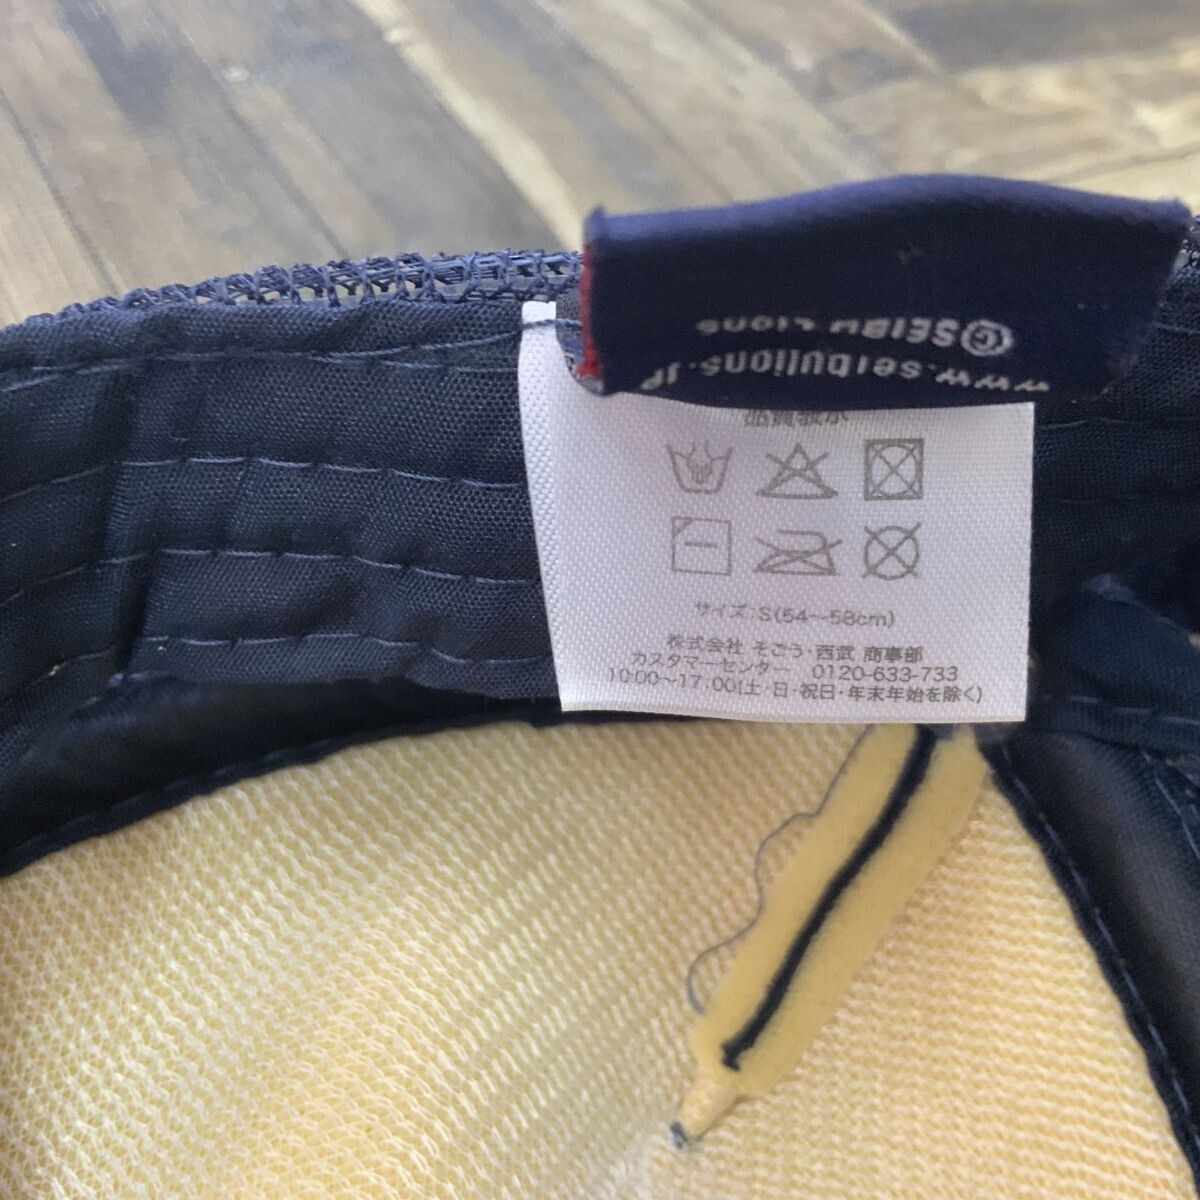 ©SEIBU Lions
www.seibulions.jp
品質表示
サイズ:S(54～58cm)
株式会社 そごう・西武 商事部
カスタマーセンター 0120-633-733
10:00～17:00(土・日・祝日・年末年始を除く)